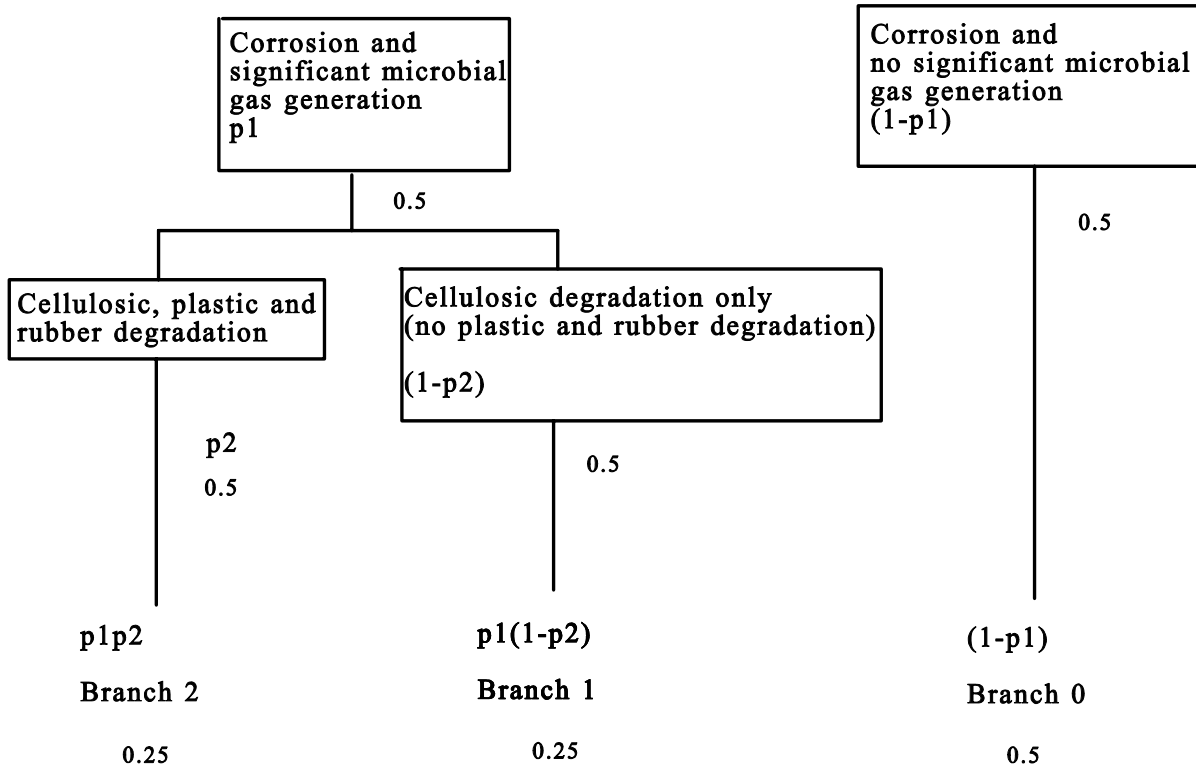 Corrosion and
significant microbial
gas generation
p1
Corrosion and
no significant microbial
gas generation
(1-p1)
0.5
0.5
Cellulosic, plastic and
rubber degradation
Cellulosic degradation only
(no plastic and rubber degradation)
(1-p2)
p2
0.5
0.5
p1p2
p1(1-p2)
(1-p1)
Branch 2
Branch 1
Branch 0
0.25
0.25
0.5